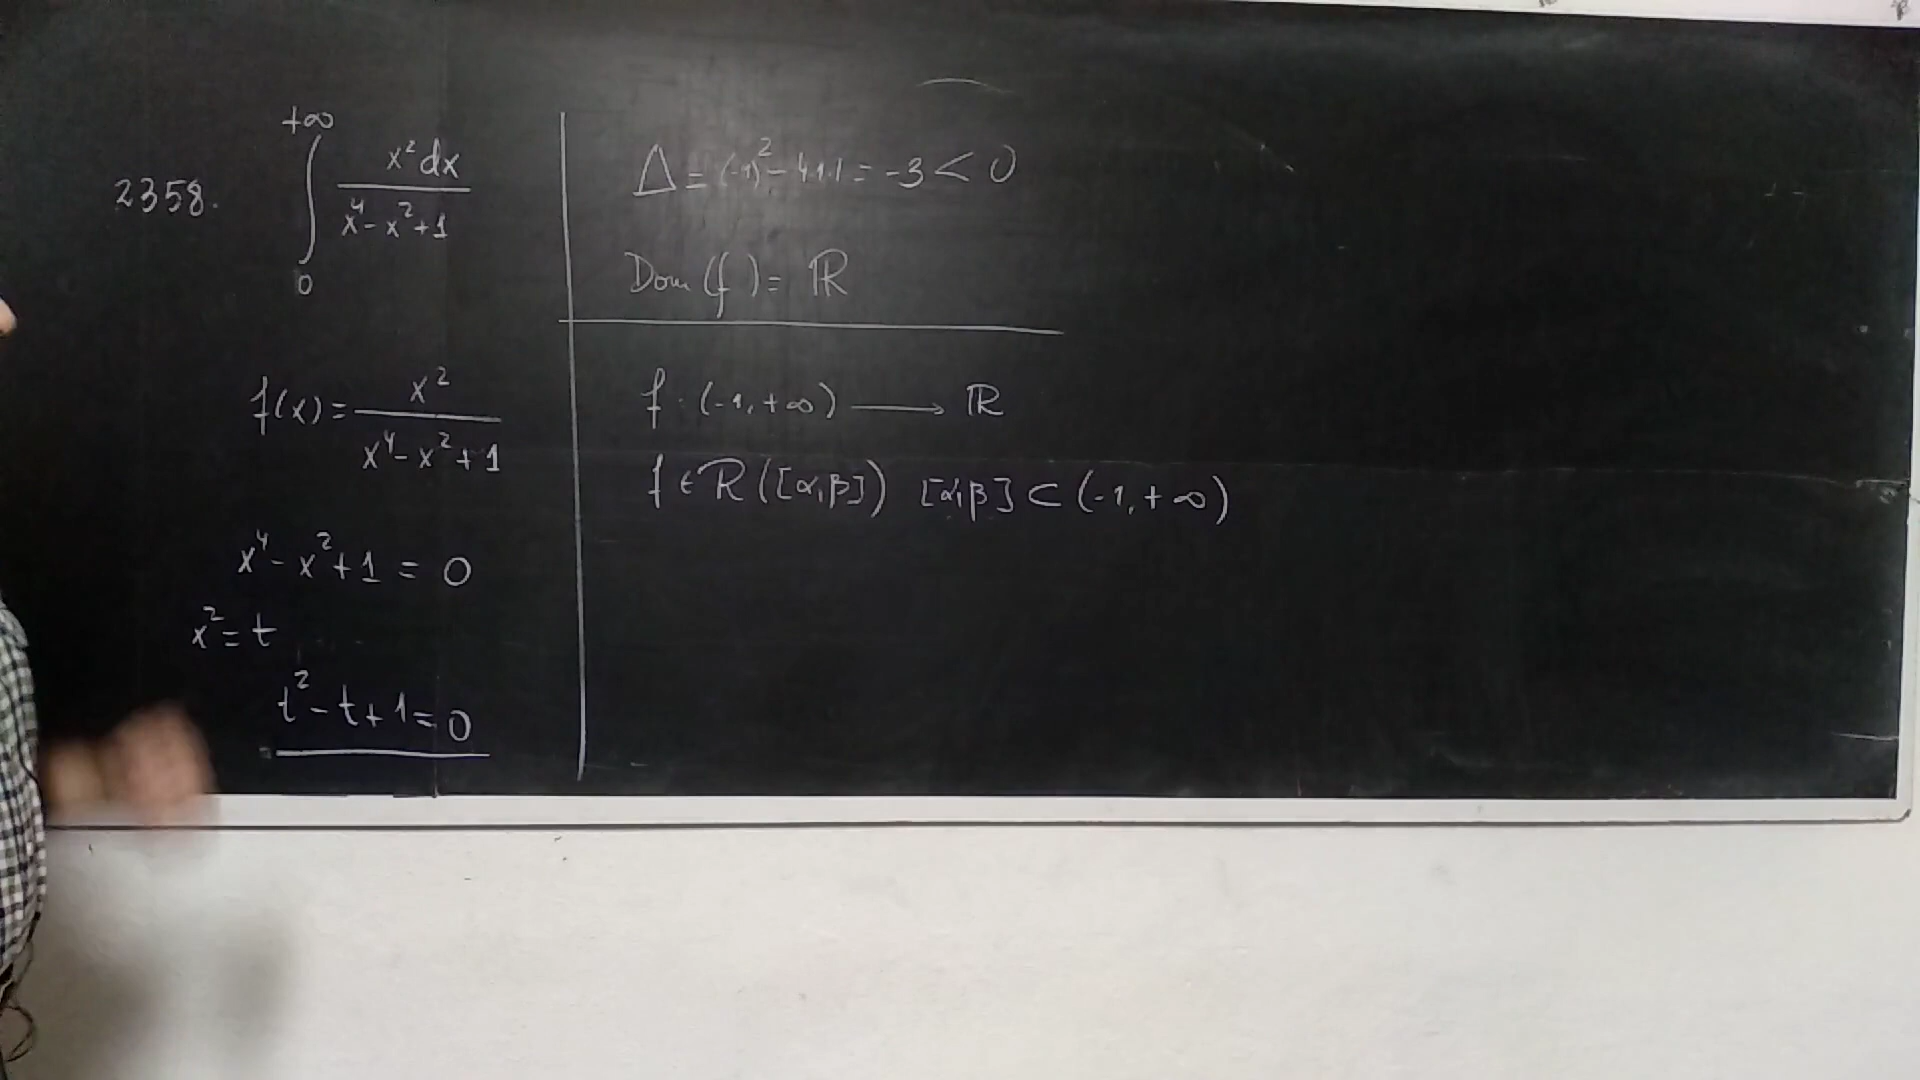 2358. ∫₀^{+∞} x²dx / (x⁴ - x² + 1)
f(x) = x² / (x⁴ - x² + 1)
x⁴ - x² + 1 = 0
x² = t
t² - t + 1 = 0
Δ = (-1)² - 4·1·1 = -3 < 0
Dom (f) = ℝ
f : (-1, +∞) ⟶ ℝ
f ∈ R([α,β]) [α,β] ⊂ (-1, +∞)